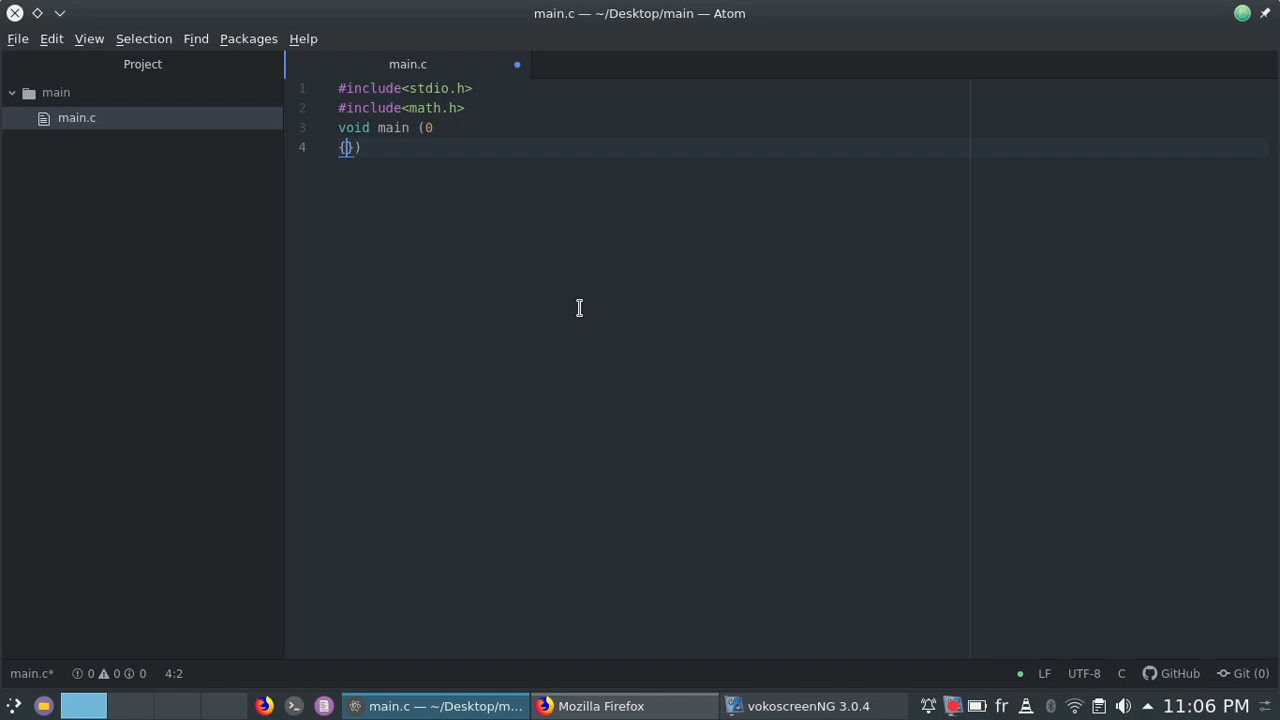 main.c — ~/Desktop/main — Atom
File Edit View Selection Find Packages Help
Project
main.c
main
main.c
1 #include<stdio.h>
2 #include<math.h>
3 void main (0
4 {})
main.c* 0 0 0 4:2
LF UTF-8 C GitHub Git (0)
main.c — ~/Desktop/m... Mozilla Firefox vokoscreenNG 3.0.4 fr 11:06 PM